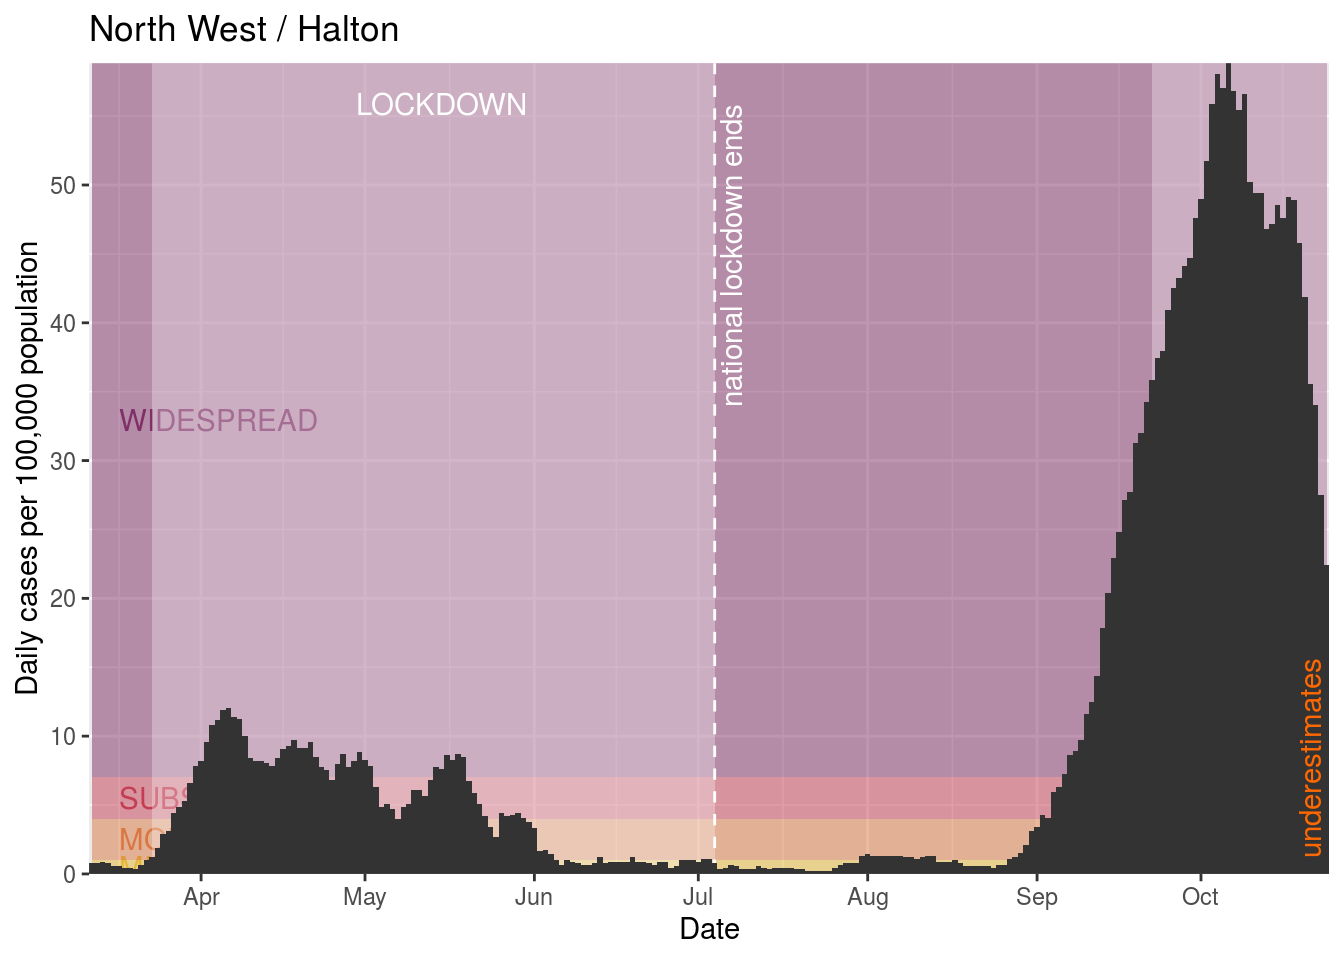 North West / Halton
LOCKDOWN
national lockdown ends
WIDESPREAD
underestimates
Daily cases per 100,000 population
50
40
30
20
10
0
Apr
May
Jun
Jul
Aug
Sep
Oct
Date